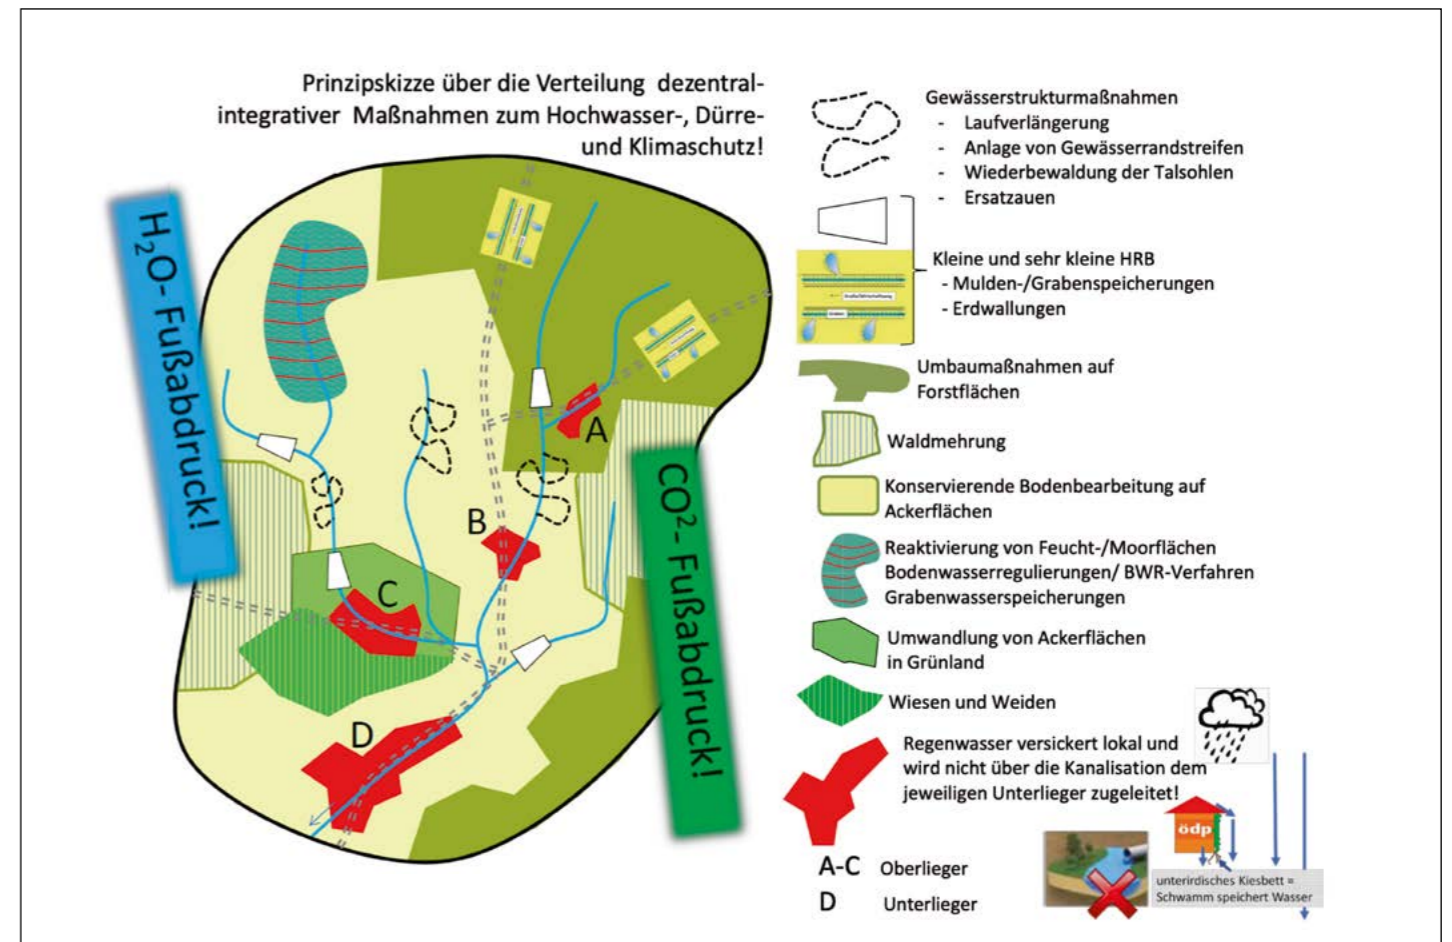 Prinzipskizze über die Verteilung dezentral-
integrativer Maßnahmen zum Hochwasser-, Dürre-
und Klimaschutz!
H₂O- Fußabdruck!
CO²- Fußabdruck!
A
B
C
D
Gewässerstrukturmaßnahmen
- Laufverlängerung
- Anlage von Gewässerrandstreifen
- Wiederbewaldung der Talsohlen
- Ersatzauen
Kleine und sehr kleine HRB
- Mulden-/Grabenspeicherungen
- Erdwallungen
Umbaumaßnahmen auf
Forstflächen
Waldmehrung
Konservierende Bodenbearbeitung auf
Ackerflächen
Reaktivierung von Feucht-/Moorflächen
Bodenwasserregulierungen/ BWR-Verfahren
Grabenwasserspeicherungen
Umwandlung von Ackerflächen
in Grünland
Wiesen und Weiden
Regenwasser versickert lokal und
wird nicht über die Kanalisation dem
jeweiligen Unterlieger zugeleitet!
ödp
unterirdisches Kiesbett =
Schwamm speichert Wasser
A-C Oberlieger
D Unterlieger